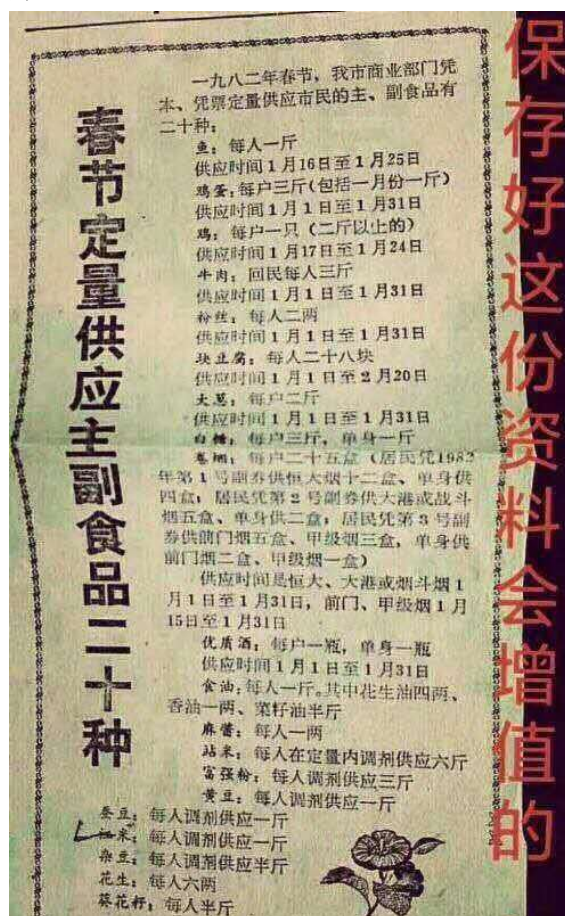 春节定量供应主副食品二十种
一九八二年春节，我市商业部门凭
本、凭票定量供应市民的主、副食品有
二十种：
鱼：每人一斤
供应时间1月16日至1月25日
鸡蛋：每户三斤（包括一月份一斤）
供应时间1月1日至1月31日
鸡：每户一只（二斤以上的）
供应时间1月17日至1月24日
牛肉：回民每人三斤
供应时间1月1日至1月31日
粉丝：每人二两
供应时间1月1日至1月31日
块豆腐：每人二十八块
供应时间1月1日至2月20日
大葱：每户二斤
供应时间1月1日至1月31日
白糖：每户三斤，单身一斤
卷烟：每户二十五盒（居民凭1982
年第1号副券供恒大烟十二盒、单身供
四盒；居民凭第2号副券供大港或战斗
烟五盒、单身供二盒；居民凭第3号副
券供前门烟五盒、甲级烟三盒，单身供
前门烟二盒、甲级烟一盒）
供应时间是恒大、大港或烟斗烟1
月1日至1月31日，前门、甲级烟1月
15日至1月31日
优质酒：每户一瓶，单身一瓶
供应时间1月1日至1月31日
食油：每人一斤。其中花生油四两、
香油一两、菜籽油半斤
麻酱：每人一两
站米：每人在定量内调剂供应六斤
富强粉：每人调剂供应三斤
黄豆：每人调剂供应一斤
蚕豆：每人调剂供应一斤
米：每人调剂供应一斤
杂豆：每人调剂供应半斤
花生：每人六两
葵花籽：每人半斤
保存好这份资料会增值的